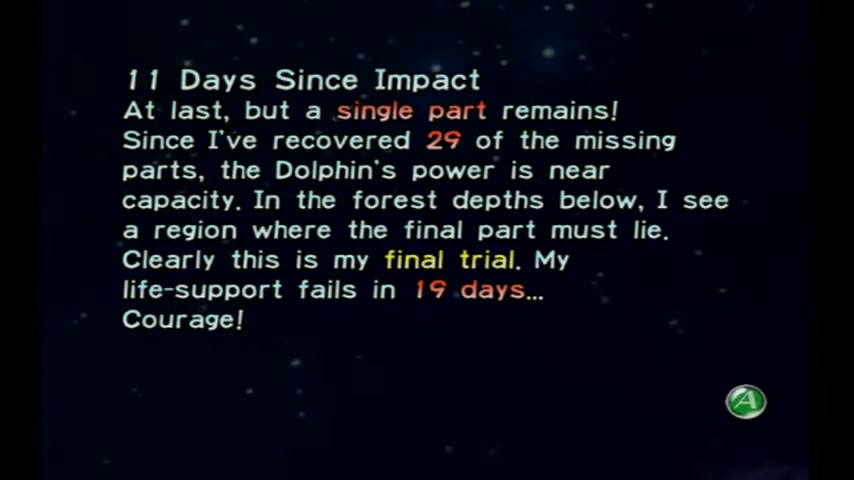 11 Days Since Impact
At last, but a single part remains!
Since I've recovered 29 of the missing
parts, the Dolphin's power is near
capacity. In the forest depths below, I see
a region where the final part must lie.
Clearly this is my final trial. My
life-support fails in 19 days...
Courage!
A